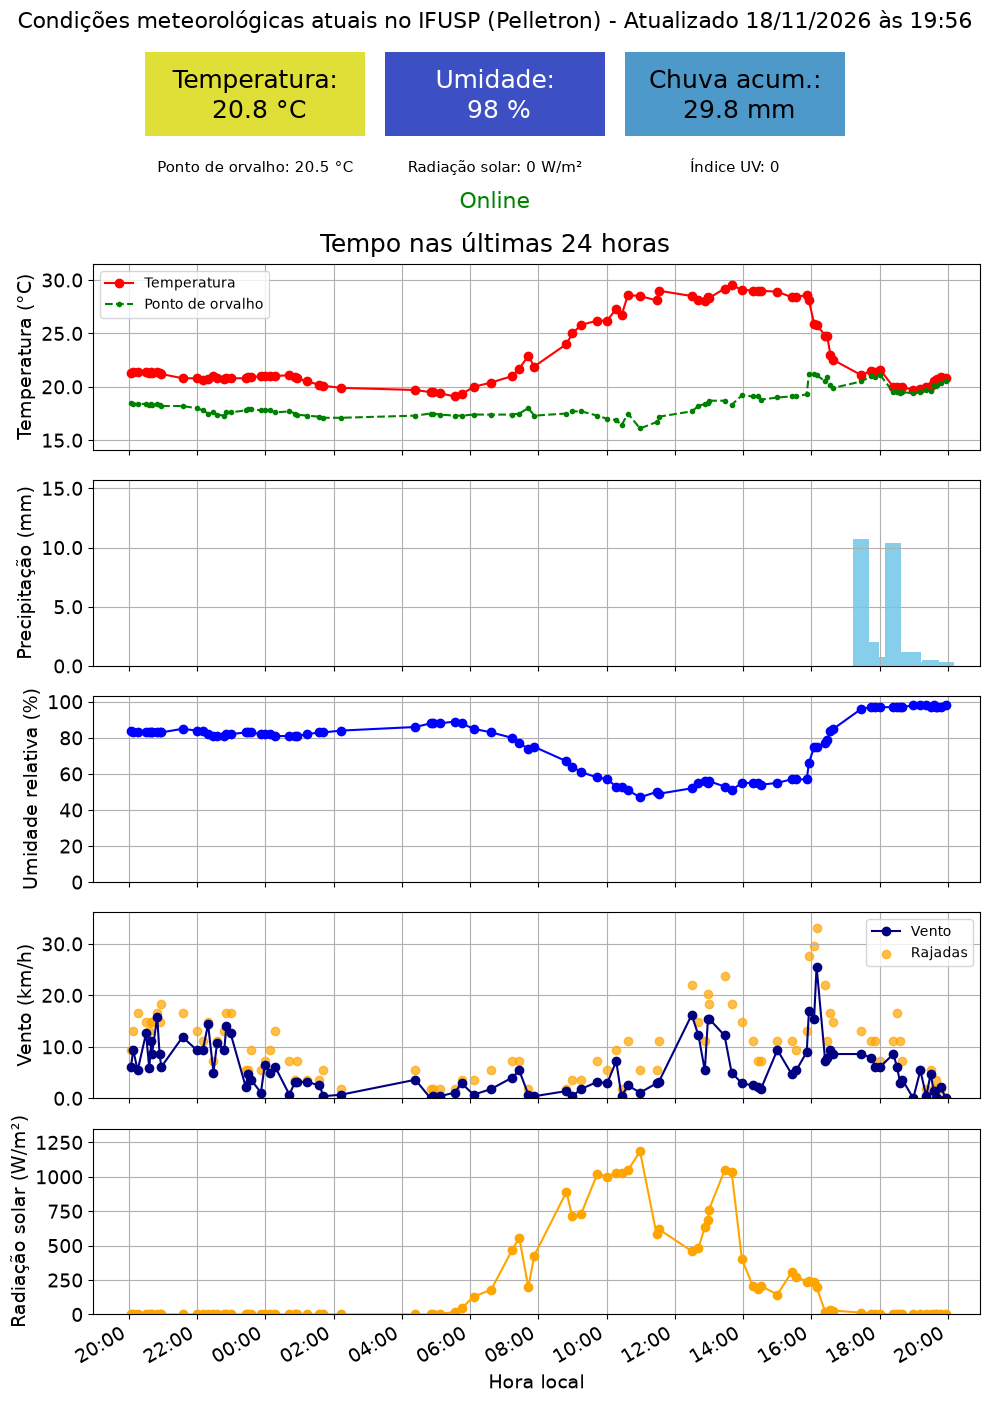 Condições meteorológicas atuais no IFUSP (Pelletron) - Atualizado 18/11/2026 às 19:56
Temperatura:
20.8 °C
Umidade:
98 %
Chuva acum.:
29.8 mm
Ponto de orvalho: 20.5 °C
Radiação solar: 0 W/m²
Índice UV: 0
Online
Tempo nas últimas 24 horas
Temperatura (°C)
30.0
25.0
20.0
15.0
Temperatura
Ponto de orvalho
Precipitação (mm)
15.0
10.0
5.0
0.0
Umidade relativa (%)
100
80
60
40
20
0
Vento (km/h)
30.0
20.0
10.0
0.0
Vento
Rajadas
Radiação solar (W/m²)
1250
1000
750
500
250
0
20:00
22:00
00:00
02:00
04:00
06:00
08:00
10:00
12:00
14:00
16:00
18:00
20:00
Hora local